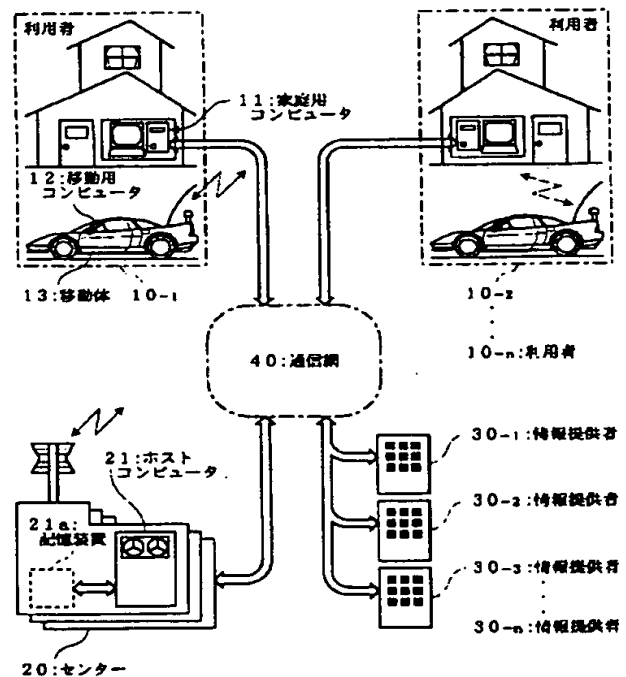 利用者
利用者
11:家庭用
コンピュータ
12:移動用
コンピュータ
13:移動体 10-1
10-2
10-n:利用者
40:通信網
21:ホスト
コンピュータ
21a:
記憶装置
20:センター
30-1:情報提供者
30-2:情報提供者
30-3:情報提供者
30-n:情報提供者